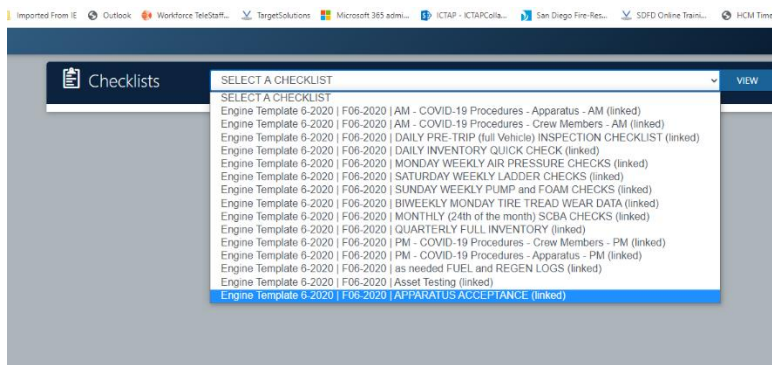 Imported From IE Outlook Workforce TeleStaff... TargetSolutions Microsoft 365 admi... ICTAP - ICTAPColla... San Diego Fire-Res... SDFD Online Traini... HCM Time
Checklists SELECT A CHECKLIST VIEW
SELECT A CHECKLIST
Engine Template 6-2020 | F06-2020 | AM - COVID-19 Procedures - Apparatus - AM (linked)
Engine Template 6-2020 | F06-2020 | AM - COVID-19 Procedures - Crew Members - AM (linked)
Engine Template 6-2020 | F06-2020 | DAILY PRE-TRIP (full Vehicle) INSPECTION CHECKLIST (linked)
Engine Template 6-2020 | F06-2020 | DAILY INVENTORY QUICK CHECK (linked)
Engine Template 6-2020 | F06-2020 | MONDAY WEEKLY AIR PRESSURE CHECKS (linked)
Engine Template 6-2020 | F06-2020 | SATURDAY WEEKLY LADDER CHECKS (linked)
Engine Template 6-2020 | F06-2020 | SUNDAY WEEKLY PUMP and FOAM CHECKS (linked)
Engine Template 6-2020 | F06-2020 | BIWEEKLY MONDAY TIRE TREAD WEAR DATA (linked)
Engine Template 6-2020 | F06-2020 | MONTHLY (24th of the month) SCBA CHECKS (linked)
Engine Template 6-2020 | F06-2020 | QUARTERLY FULL INVENTORY (linked)
Engine Template 6-2020 | F06-2020 | PM - COVID-19 Procedures - Crew Members - PM (linked)
Engine Template 6-2020 | F06-2020 | PM - COVID-19 Procedures - Apparatus - PM (linked)
Engine Template 6-2020 | F06-2020 | as needed FUEL and REGEN LOGS (linked)
Engine Template 6-2020 | F06-2020 | Asset Testing (linked)
Engine Template 6-2020 | F06-2020 | APPARATUS ACCEPTANCE (linked)